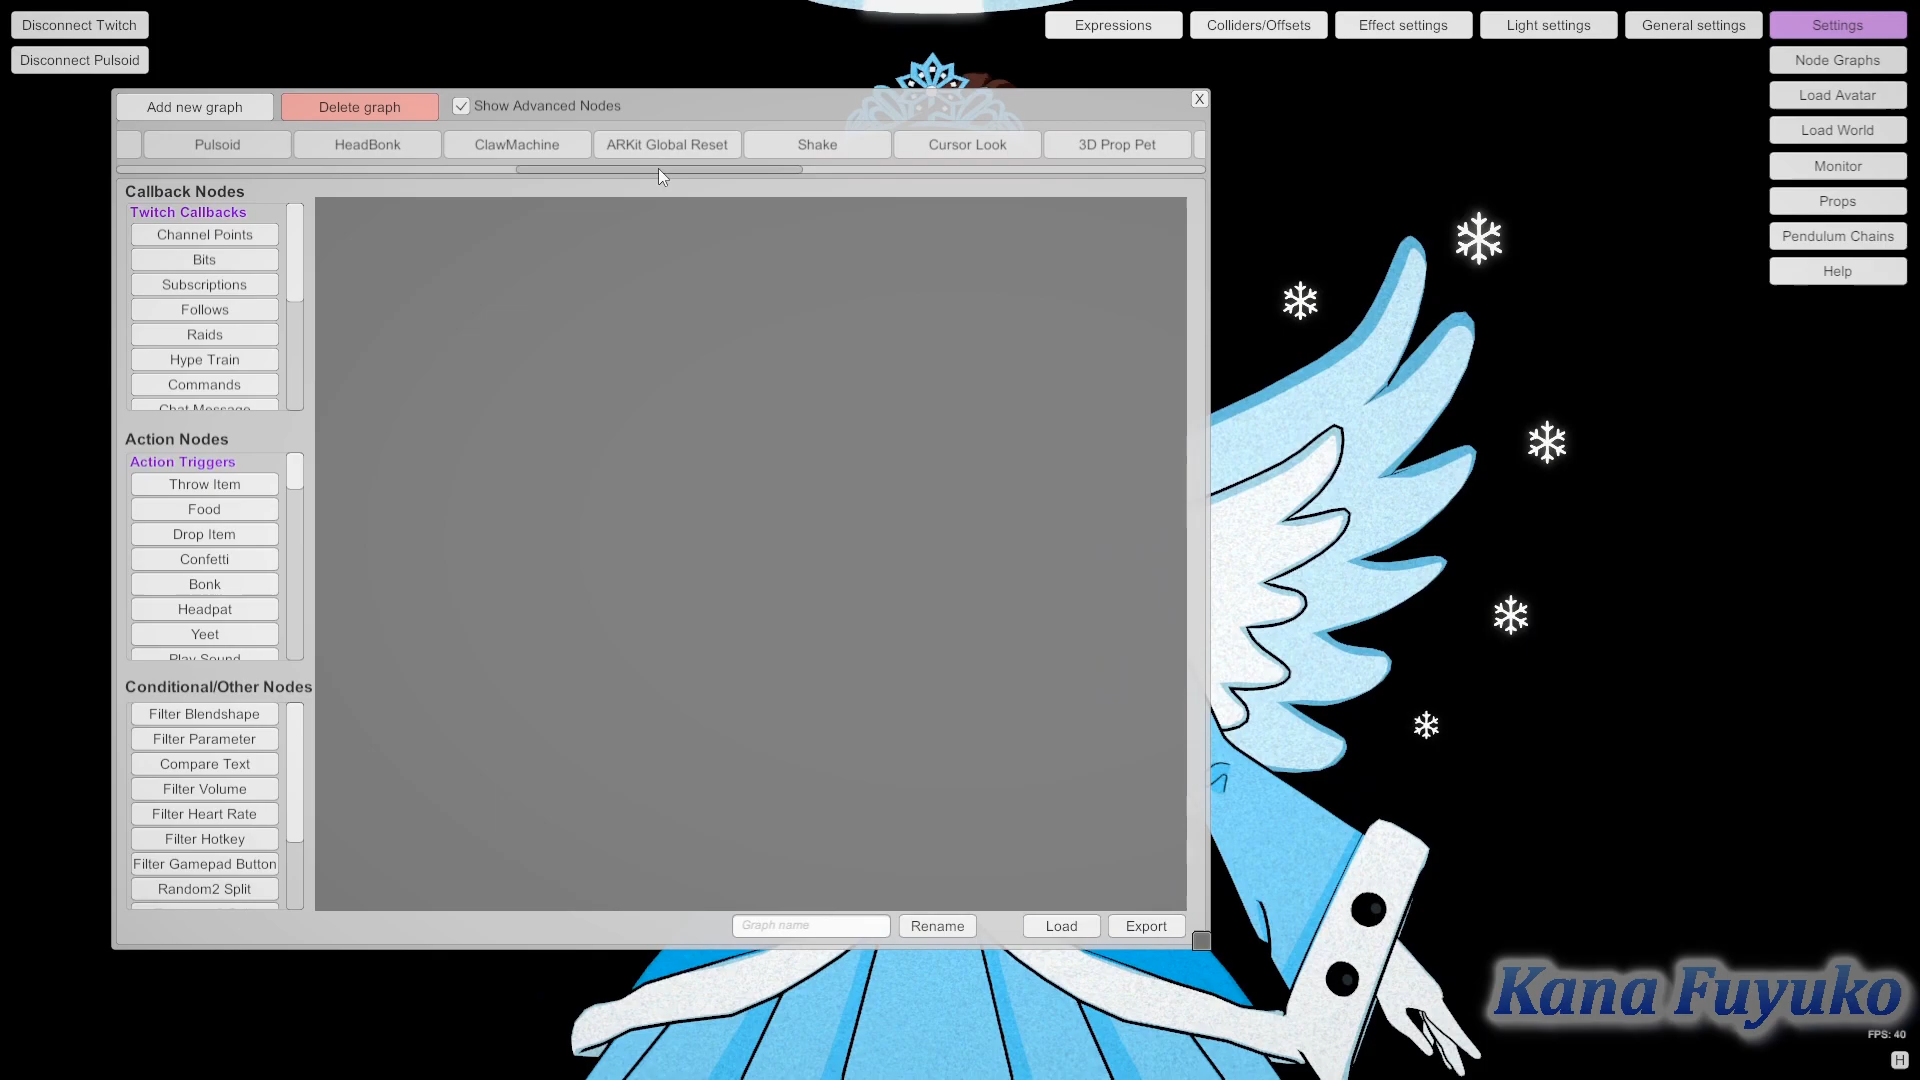 Disconnect Twitch
Disconnect Pulsoid
Expressions
Colliders/Offsets
Effect settings
Light settings
General settings
Settings
Node Graphs
Load Avatar
Load World
Monitor
Props
Pendulum Chains
Help
Add new graph
Delete graph
Show Advanced Nodes
X
Pulsoid
HeadBonk
ClawMachine
ARKit Global Reset
Shake
Cursor Look
3D Prop Pet
Callback Nodes
Twitch Callbacks
Channel Points
Bits
Subscriptions
Follows
Raids
Hype Train
Commands
Chat Message
Action Nodes
Action Triggers
Throw Item
Food
Drop Item
Confetti
Bonk
Headpat
Yeet
Play Sound
Conditional/Other Nodes
Filter Blendshape
Filter Parameter
Compare Text
Filter Volume
Filter Heart Rate
Filter Hotkey
Filter Gamepad Button
Random2 Split
Graph name
Rename
Load
Export
Kana Fuyuko
FPS: 40
H